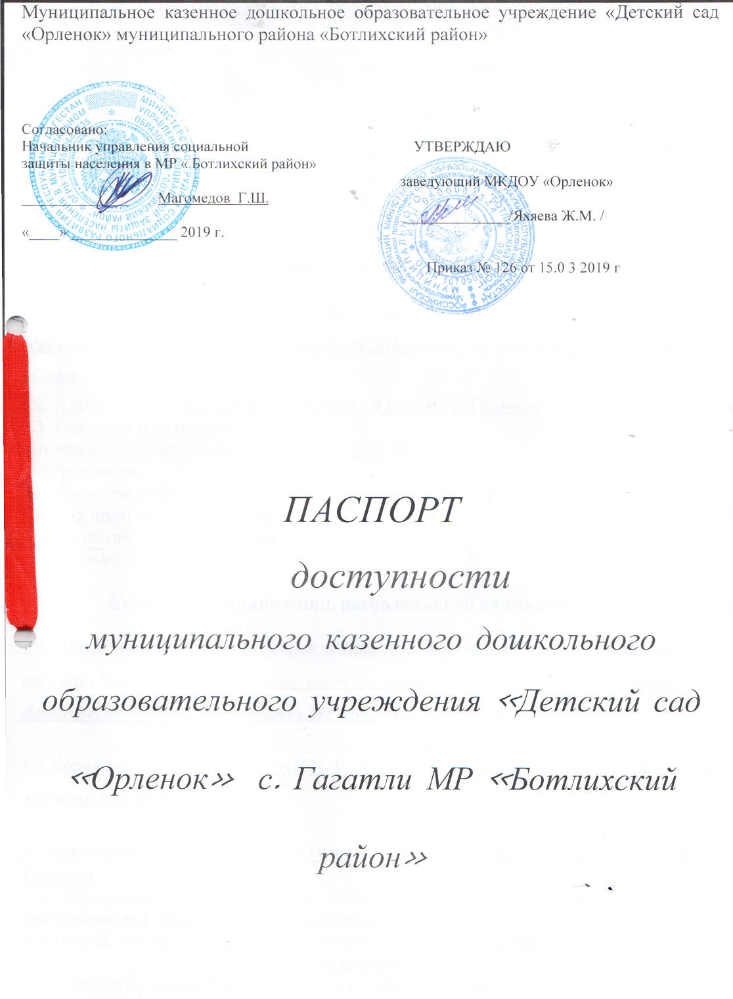 Муниципальное казенное дошкольное образовательное учреждение «Детский сад
«Орленок» муниципального района «Ботлихский район»
Согласовано:
Начальник управления социальной
защиты населения в МР « Ботлихский район»
Магомедов Г.Ш.
«____» ______________ 2019 г.
УТВЕРЖДАЮ
заведующий МКДОУ «Орленок»
______________/Яхяева Ж.М. /
Приказ № 126 от 15.0 3 2019 г
ПАСПОРТ
доступности
муниципального казенного дошкольного
образовательного учреждения «Детский сад
«Орленок» с. Гагатли МР «Ботлихский
район»